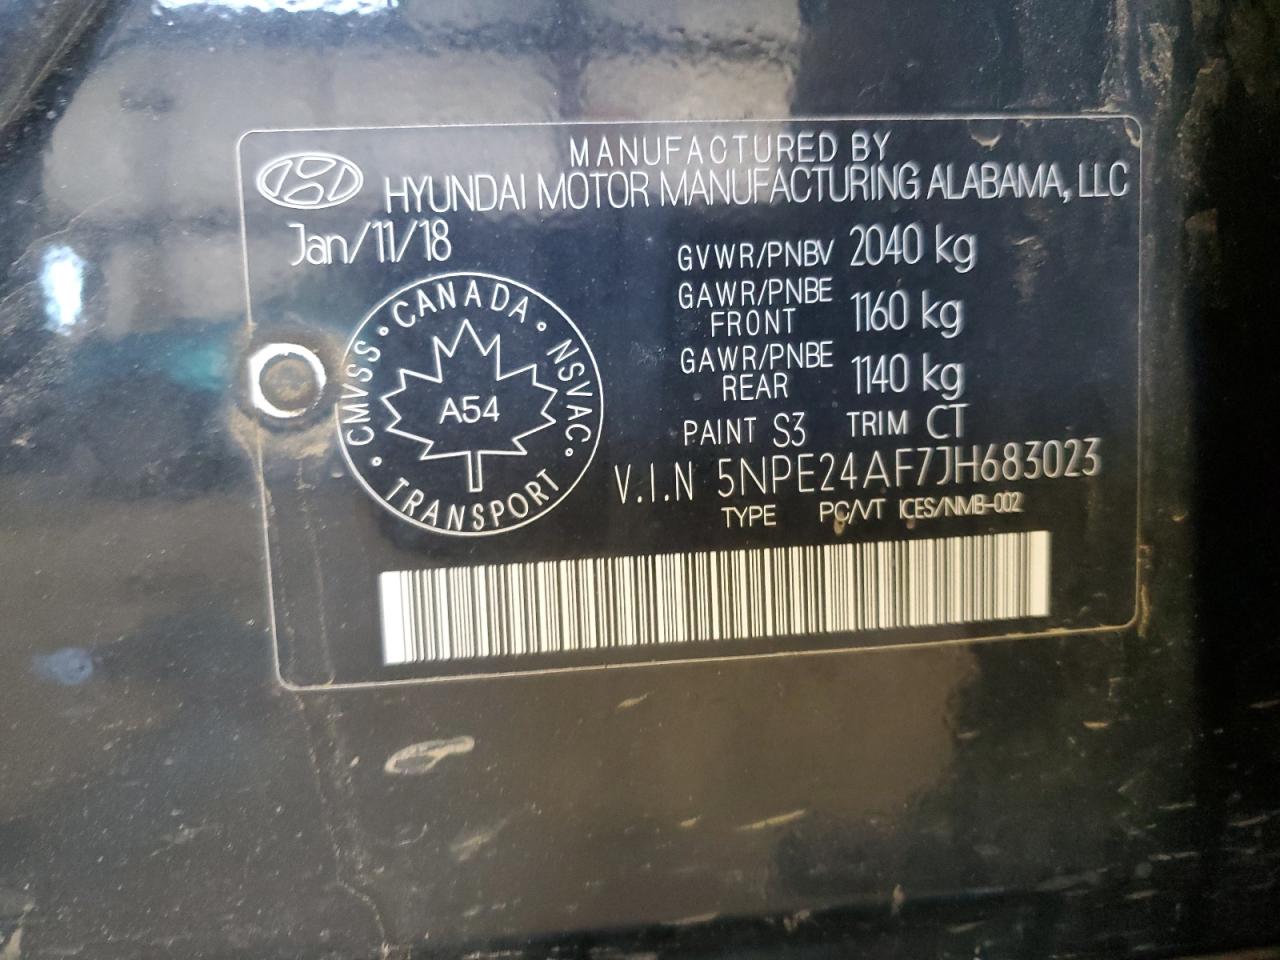 MANUFACTURED BY
HYUNDAI MOTOR MANUFACTURING ALABAMA, LLC
Jan/11/18
GVWR/PNBV 2040 kg
GAWR/PNBE FRONT 1160 kg
GAWR/PNBE REAR 1140 kg
CANADA · NSVAC · TRANSPORT · CMVSS ·
A54
PAINT S3 TRIM CT
V.I.N 5NPE24AF7JH683023
TYPE PC/VT ICES/NMB-002